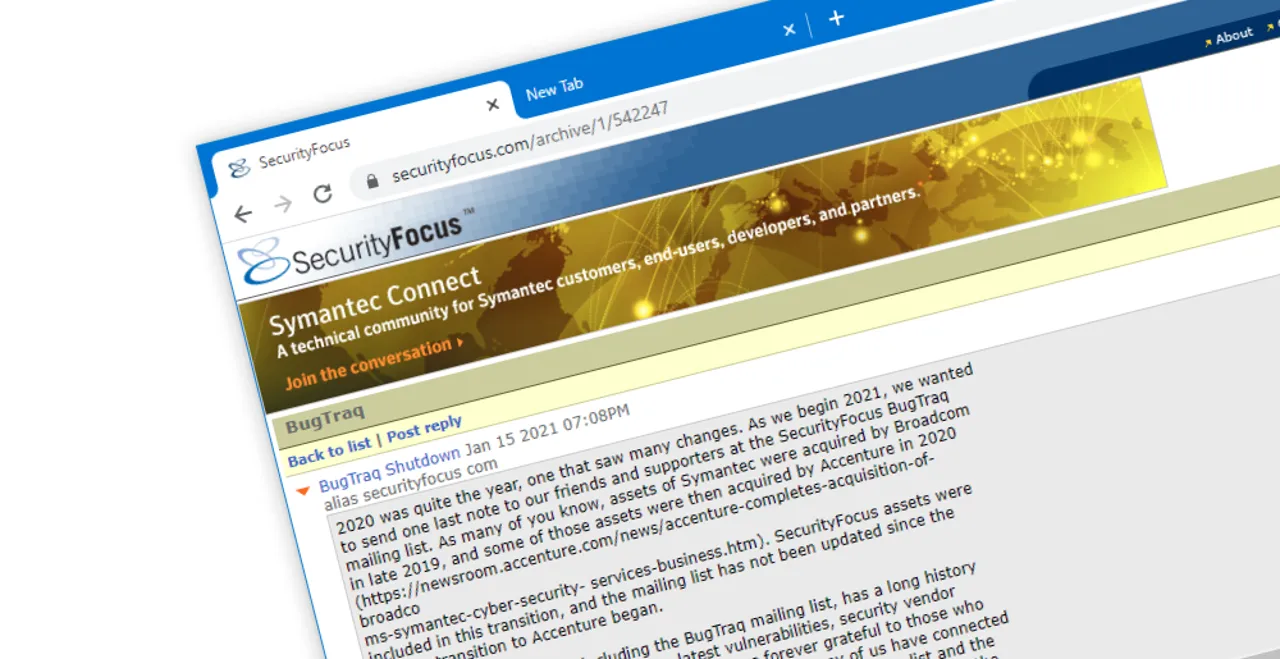 SecurityFocus
New Tab
securityfocus.com/archive/1/542247
About
SecurityFocus™
Symantec Connect
A technical community for Symantec customers, end-users, developers, and partners.
Join the conversation
BugTraq
Back to list | Post reply
BugTraq Shutdown Jan 15 2021 07:08PM
alias securityfocus com
2020 was quite the year, one that saw many changes. As we begin 2021, we wanted
to send one last note to our friends and supporters at the SecurityFocus BugTraq
mailing list. As many of you know, assets of Symantec were acquired by Broadcom
in late 2019, and some of those assets were then acquired by Accenture in 2020
(https://newsroom.accenture.com/news/accenture-completes-acquisition-of-
broadco
ms-symantec-cyber-security- services-business.htm). SecurityFocus assets were
included in this transition, and the mailing list has not been updated since the
transition to Accenture began.
cluding the BugTraq mailing list, has a long history
latest vulnerabilities, security vendor
forever grateful to those who
of us have connected
list and the